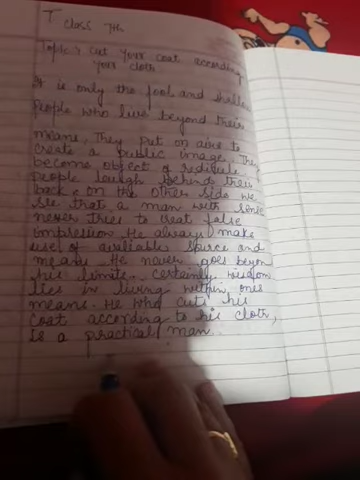 T
Class 7th
Topic: cut your coat according
your cloth
It is only the fool and shallow
people who live beyond their
means, They put on airs to
create a public image. They
become object of redicule
people laugh behind their
back. on the other side we
see that a man with sense
never tries to creat false
impression. He always make
use of available source and
means. He never goes beyon
his limits. Certainly wisdom
lies in living within ones
means. He who cuts his
coat according to his cloth,
is a practical man.